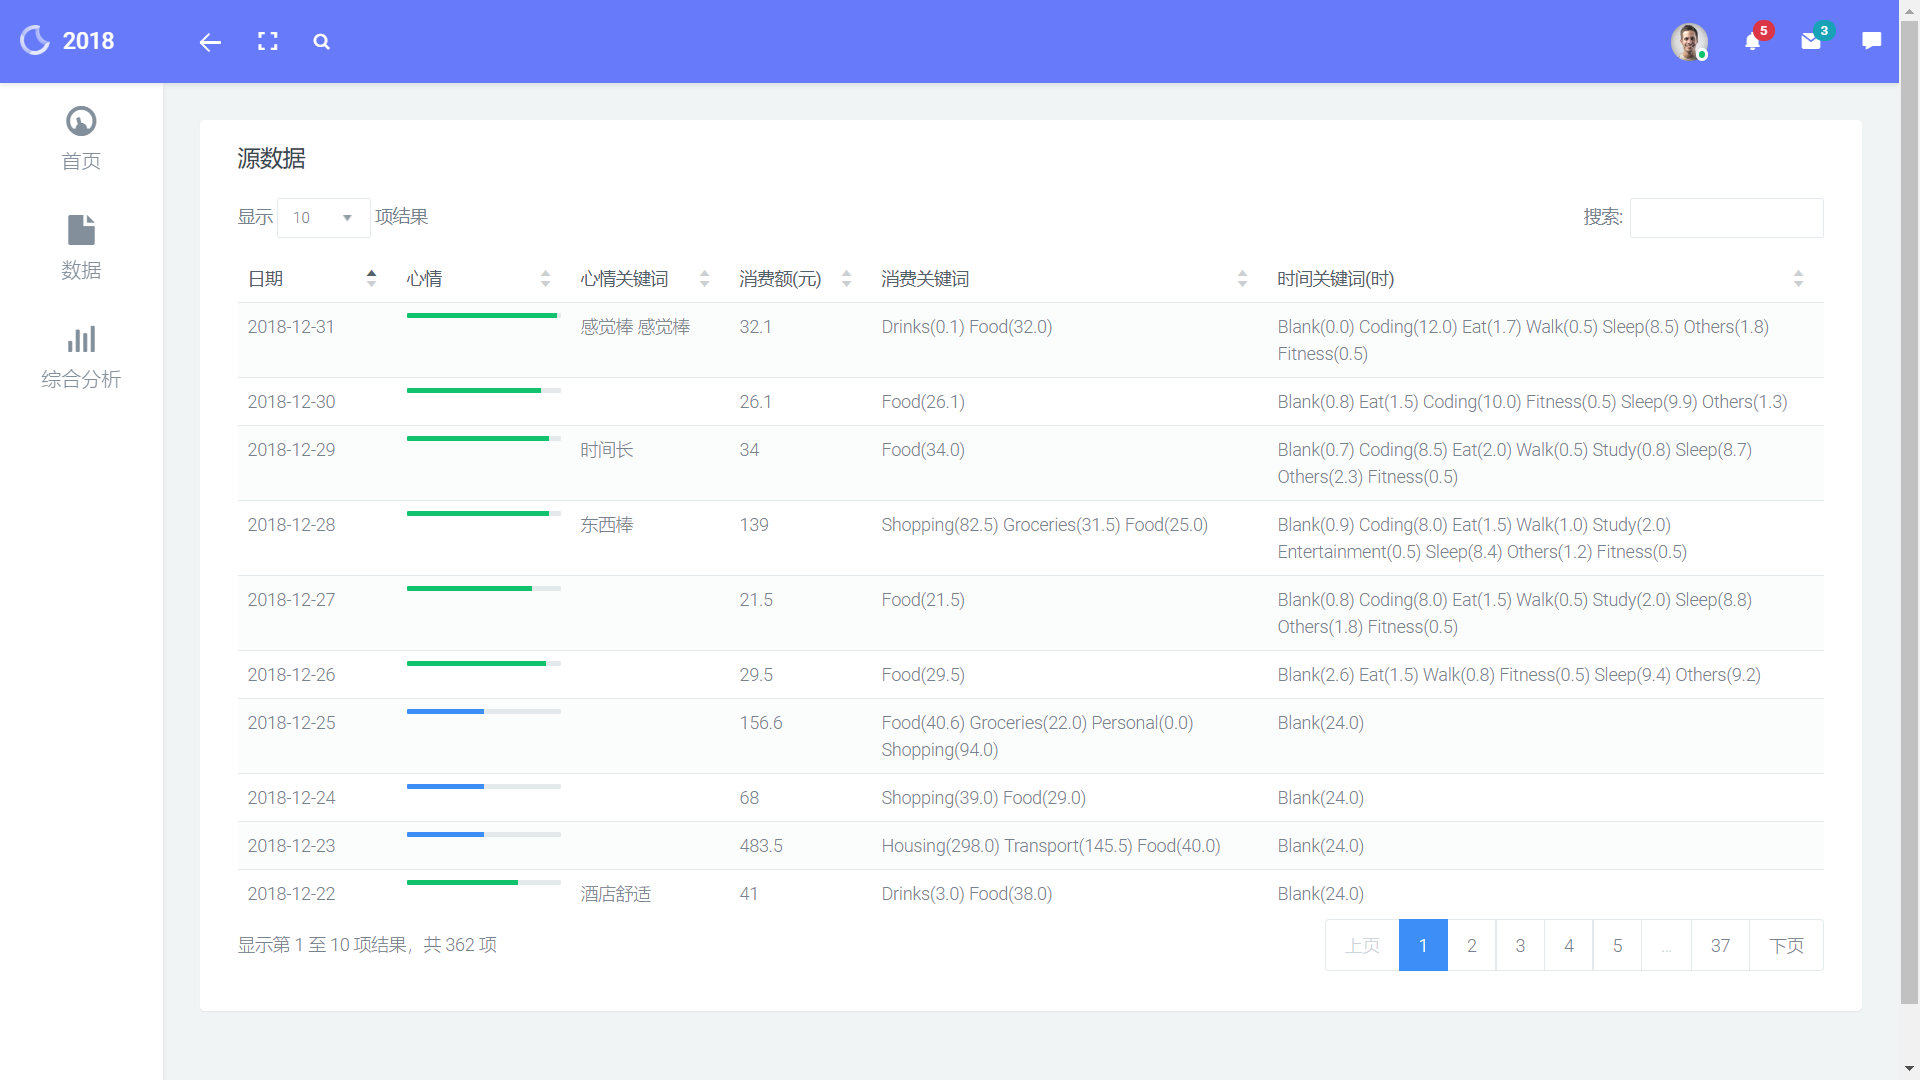 2018
5
3
首页
数据
综合分析
源数据
显示 10 项结果
搜索:
日期 心情 心情关键词 消费额(元) 消费关键词 时间关键词(时)
2018-12-31 感觉棒 感觉棒 32.1 Drinks(0.1) Food(32.0) Blank(0.0) Coding(12.0) Eat(1.7) Walk(0.5) Sleep(8.5) Others(1.8)
Fitness(0.5)
2018-12-30 26.1 Food(26.1) Blank(0.8) Eat(1.5) Coding(10.0) Fitness(0.5) Sleep(9.9) Others(1.3)
2018-12-29 时间长 34 Food(34.0) Blank(0.7) Coding(8.5) Eat(2.0) Walk(0.5) Study(0.8) Sleep(8.7)
Others(2.3) Fitness(0.5)
2018-12-28 东西棒 139 Shopping(82.5) Groceries(31.5) Food(25.0) Blank(0.9) Coding(8.0) Eat(1.5) Walk(1.0) Study(2.0)
Entertainment(0.5) Sleep(8.4) Others(1.2) Fitness(0.5)
2018-12-27 21.5 Food(21.5) Blank(0.8) Coding(8.0) Eat(1.5) Walk(0.5) Study(2.0) Sleep(8.8)
Others(1.8) Fitness(0.5)
2018-12-26 29.5 Food(29.5) Blank(2.6) Eat(1.5) Walk(0.8) Fitness(0.5) Sleep(9.4) Others(9.2)
2018-12-25 156.6 Food(40.6) Groceries(22.0) Personal(0.0) Blank(24.0)
Shopping(94.0)
2018-12-24 68 Shopping(39.0) Food(29.0) Blank(24.0)
2018-12-23 483.5 Housing(298.0) Transport(145.5) Food(40.0) Blank(24.0)
2018-12-22 酒店舒适 41 Drinks(3.0) Food(38.0) Blank(24.0)
显示第 1 至 10 项结果，共 362 项
上页 1 2 3 4 5 … 37 下页